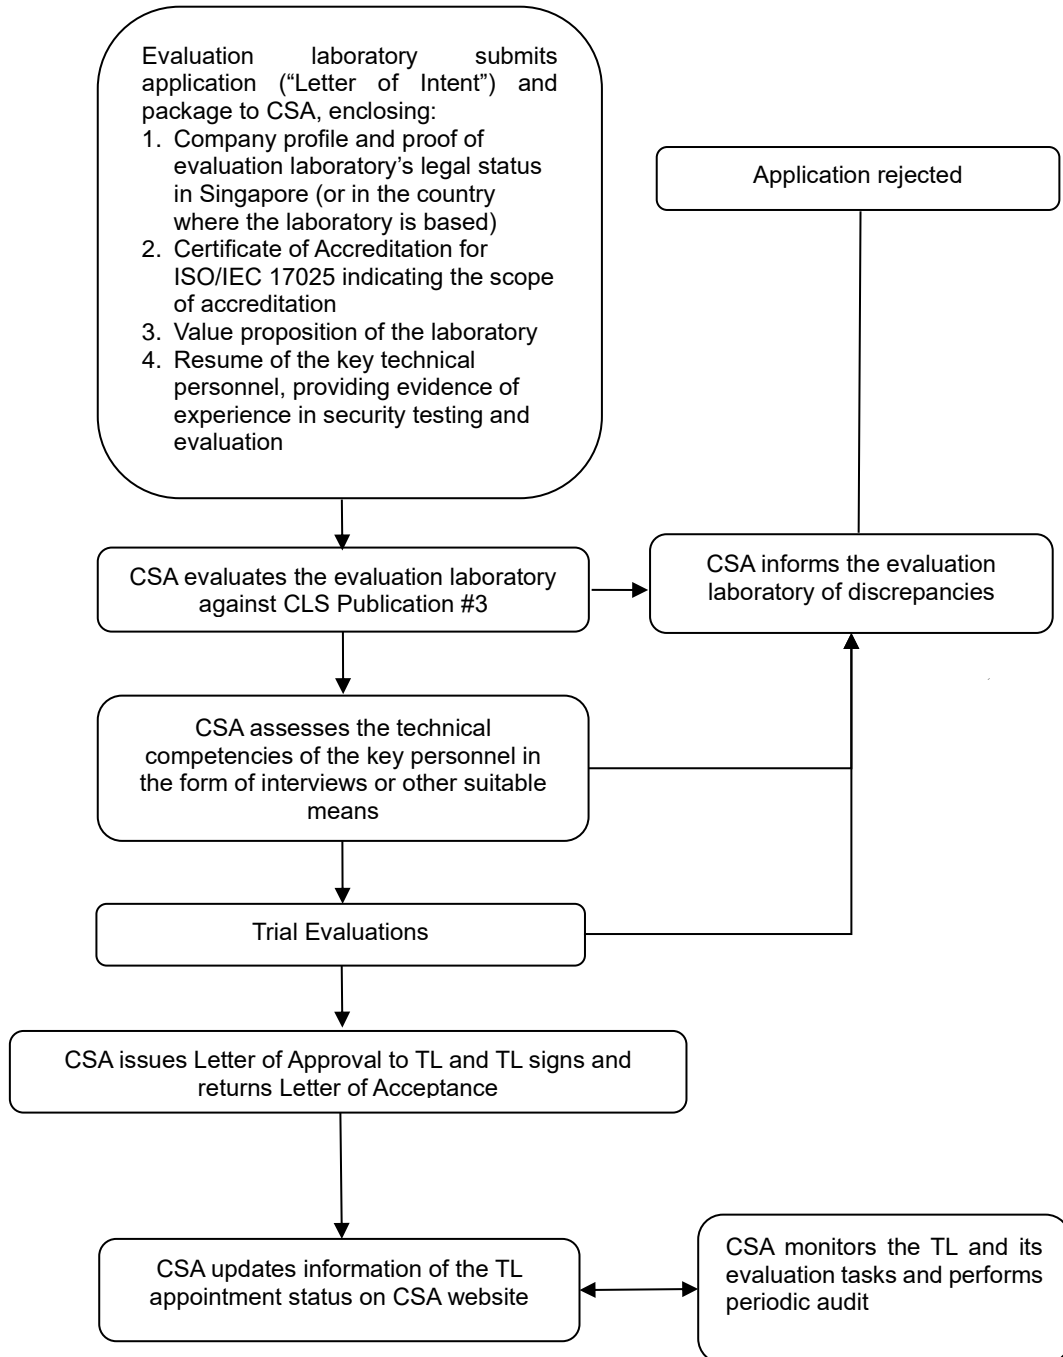 Evaluation laboratory submits
application (“Letter of Intent”) and
package to CSA, enclosing:
1. Company profile and proof of
evaluation laboratory’s legal status
in Singapore (or in the country
where the laboratory is based)
2. Certificate of Accreditation for
ISO/IEC 17025 indicating the scope
of accreditation
3. Value proposition of the laboratory
4. Resume of the key technical
personnel, providing evidence of
experience in security testing and
evaluation
Application rejected
CSA evaluates the evaluation laboratory
against CLS Publication #3
CSA informs the evaluation
laboratory of discrepancies
CSA assesses the technical
competencies of the key personnel in
the form of interviews or other suitable
means
Trial Evaluations
CSA issues Letter of Approval to TL and TL signs and
returns Letter of Acceptance
CSA updates information of the TL
appointment status on CSA website
CSA monitors the TL and its
evaluation tasks and performs
periodic audit